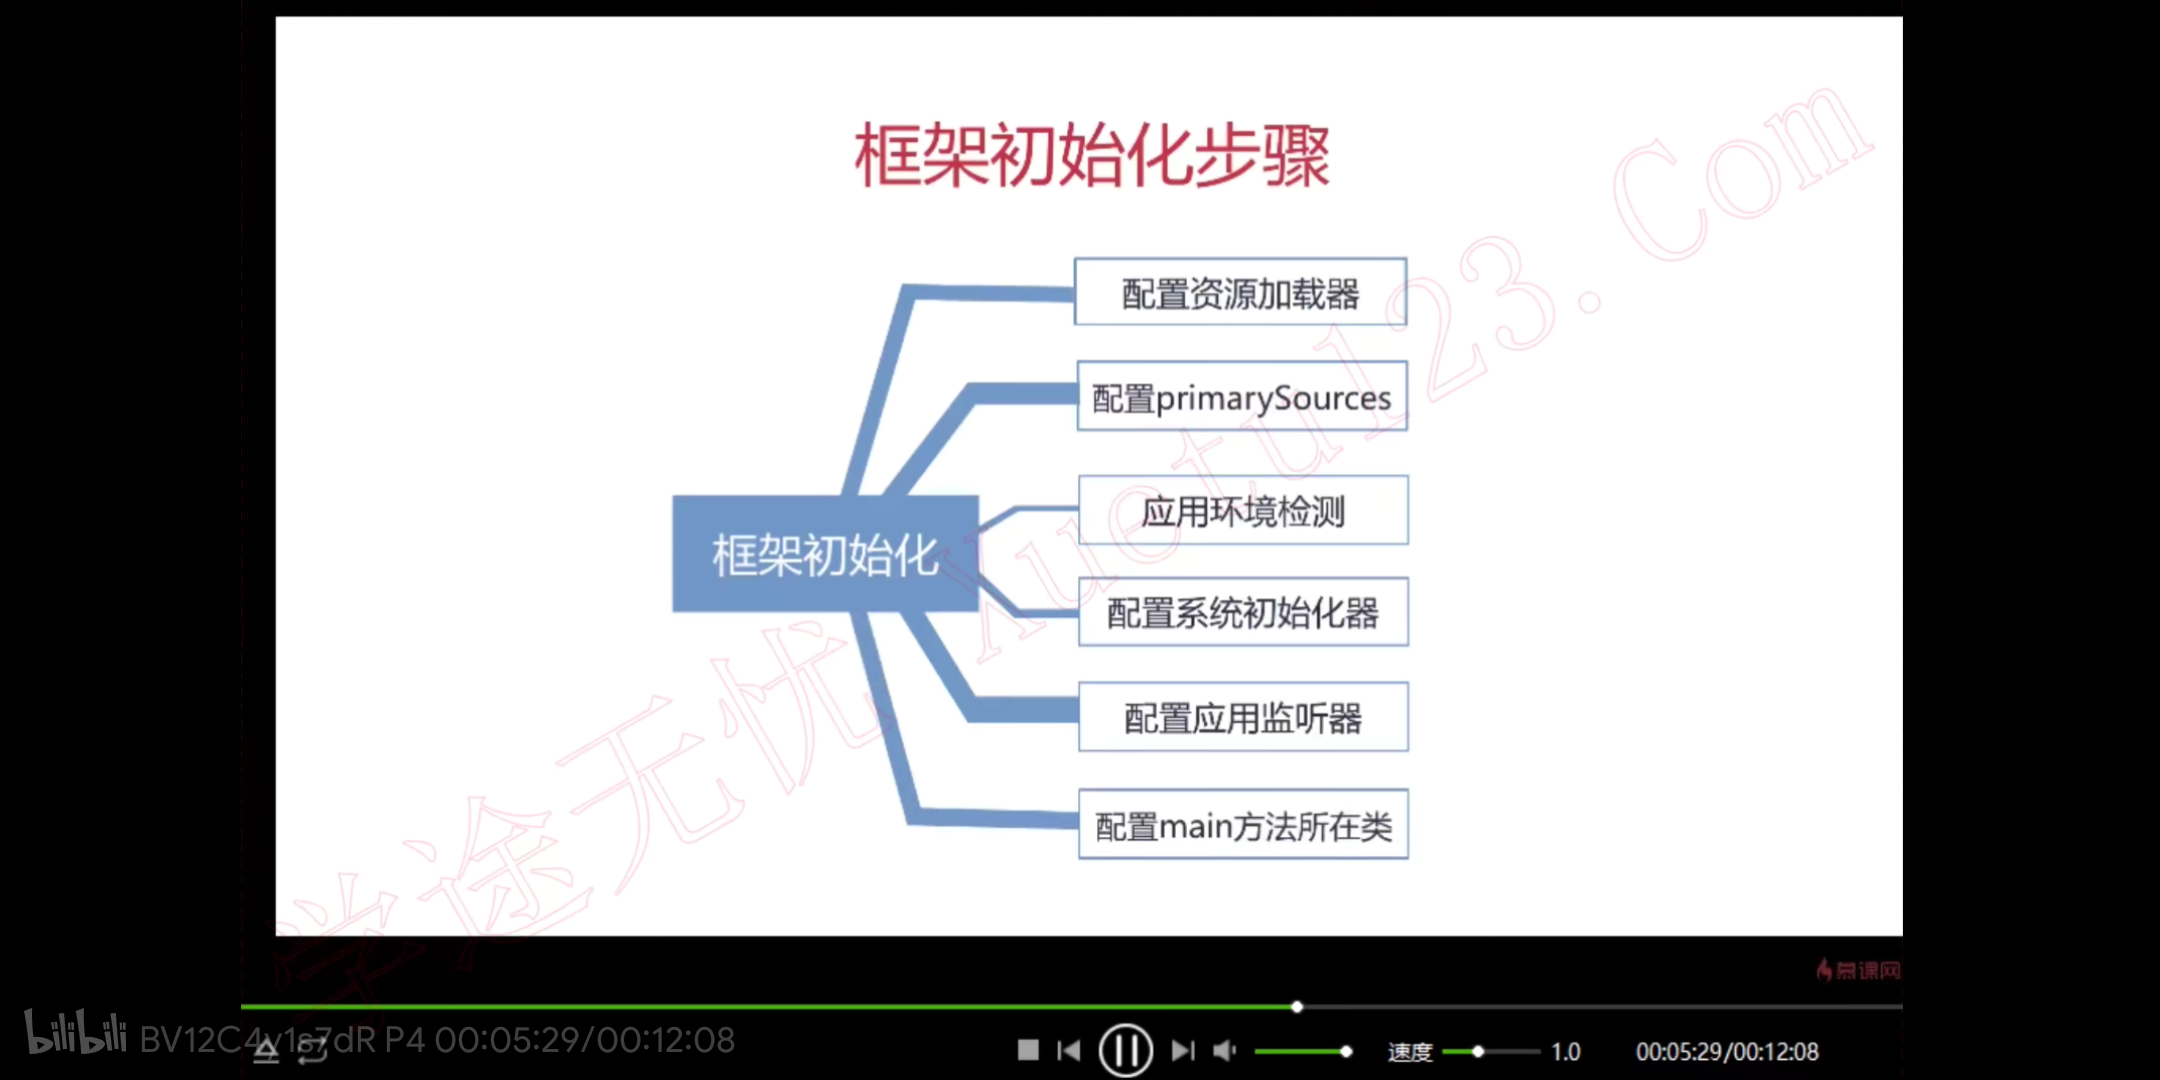 框架初始化步骤
配置资源加载器
配置primarySources
应用环境检测
框架初始化
配置系统初始化器
配置应用监听器
配置main方法所在类
学途无忧 xuetu123.Com
慕课网
bilibili BV12C4y1s7dR P4 00:05:29/00:12:08
速度 1.0 00:05:29/00:12:08